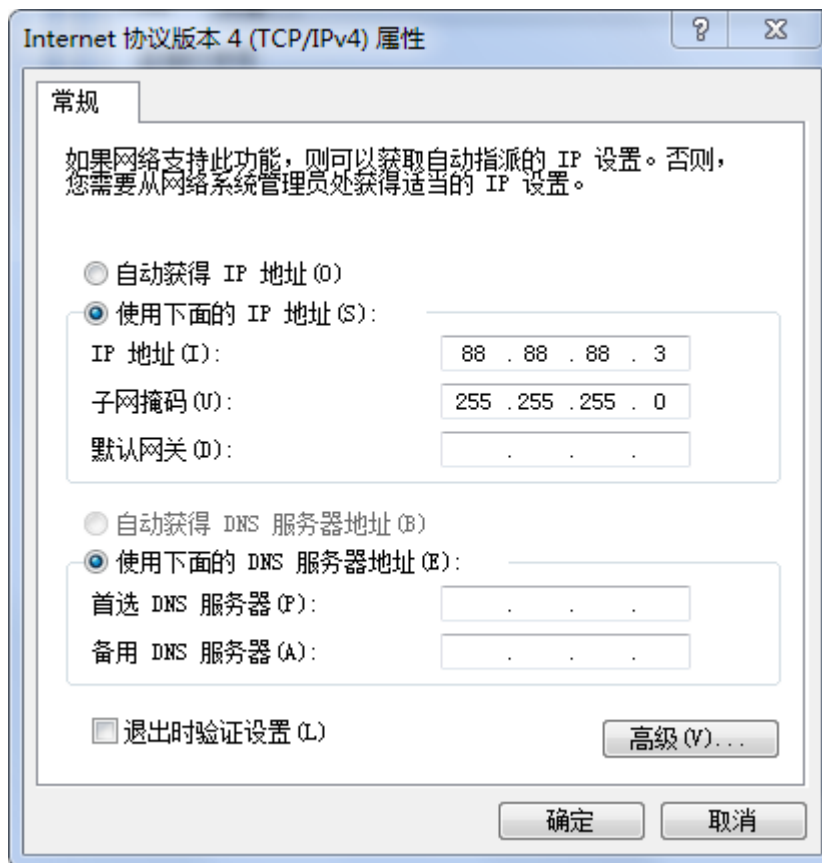 Internet 协议版本 4 (TCP/IPv4) 属性
常规
如果网络支持此功能，则可以获取自动指派的 IP 设置。否则，
您需要从网络系统管理员处获得适当的 IP 设置。
自动获得 IP 地址(O)
使用下面的 IP 地址(S):
IP 地址(I): 88 . 88 . 88 . 3
子网掩码(U): 255 .255 .255 . 0
默认网关(D): . . .
自动获得 DNS 服务器地址(B)
使用下面的 DNS 服务器地址(E):
首选 DNS 服务器(P): . . .
备用 DNS 服务器(A): . . .
退出时验证设置(L)
高级(V)...
确定 取消